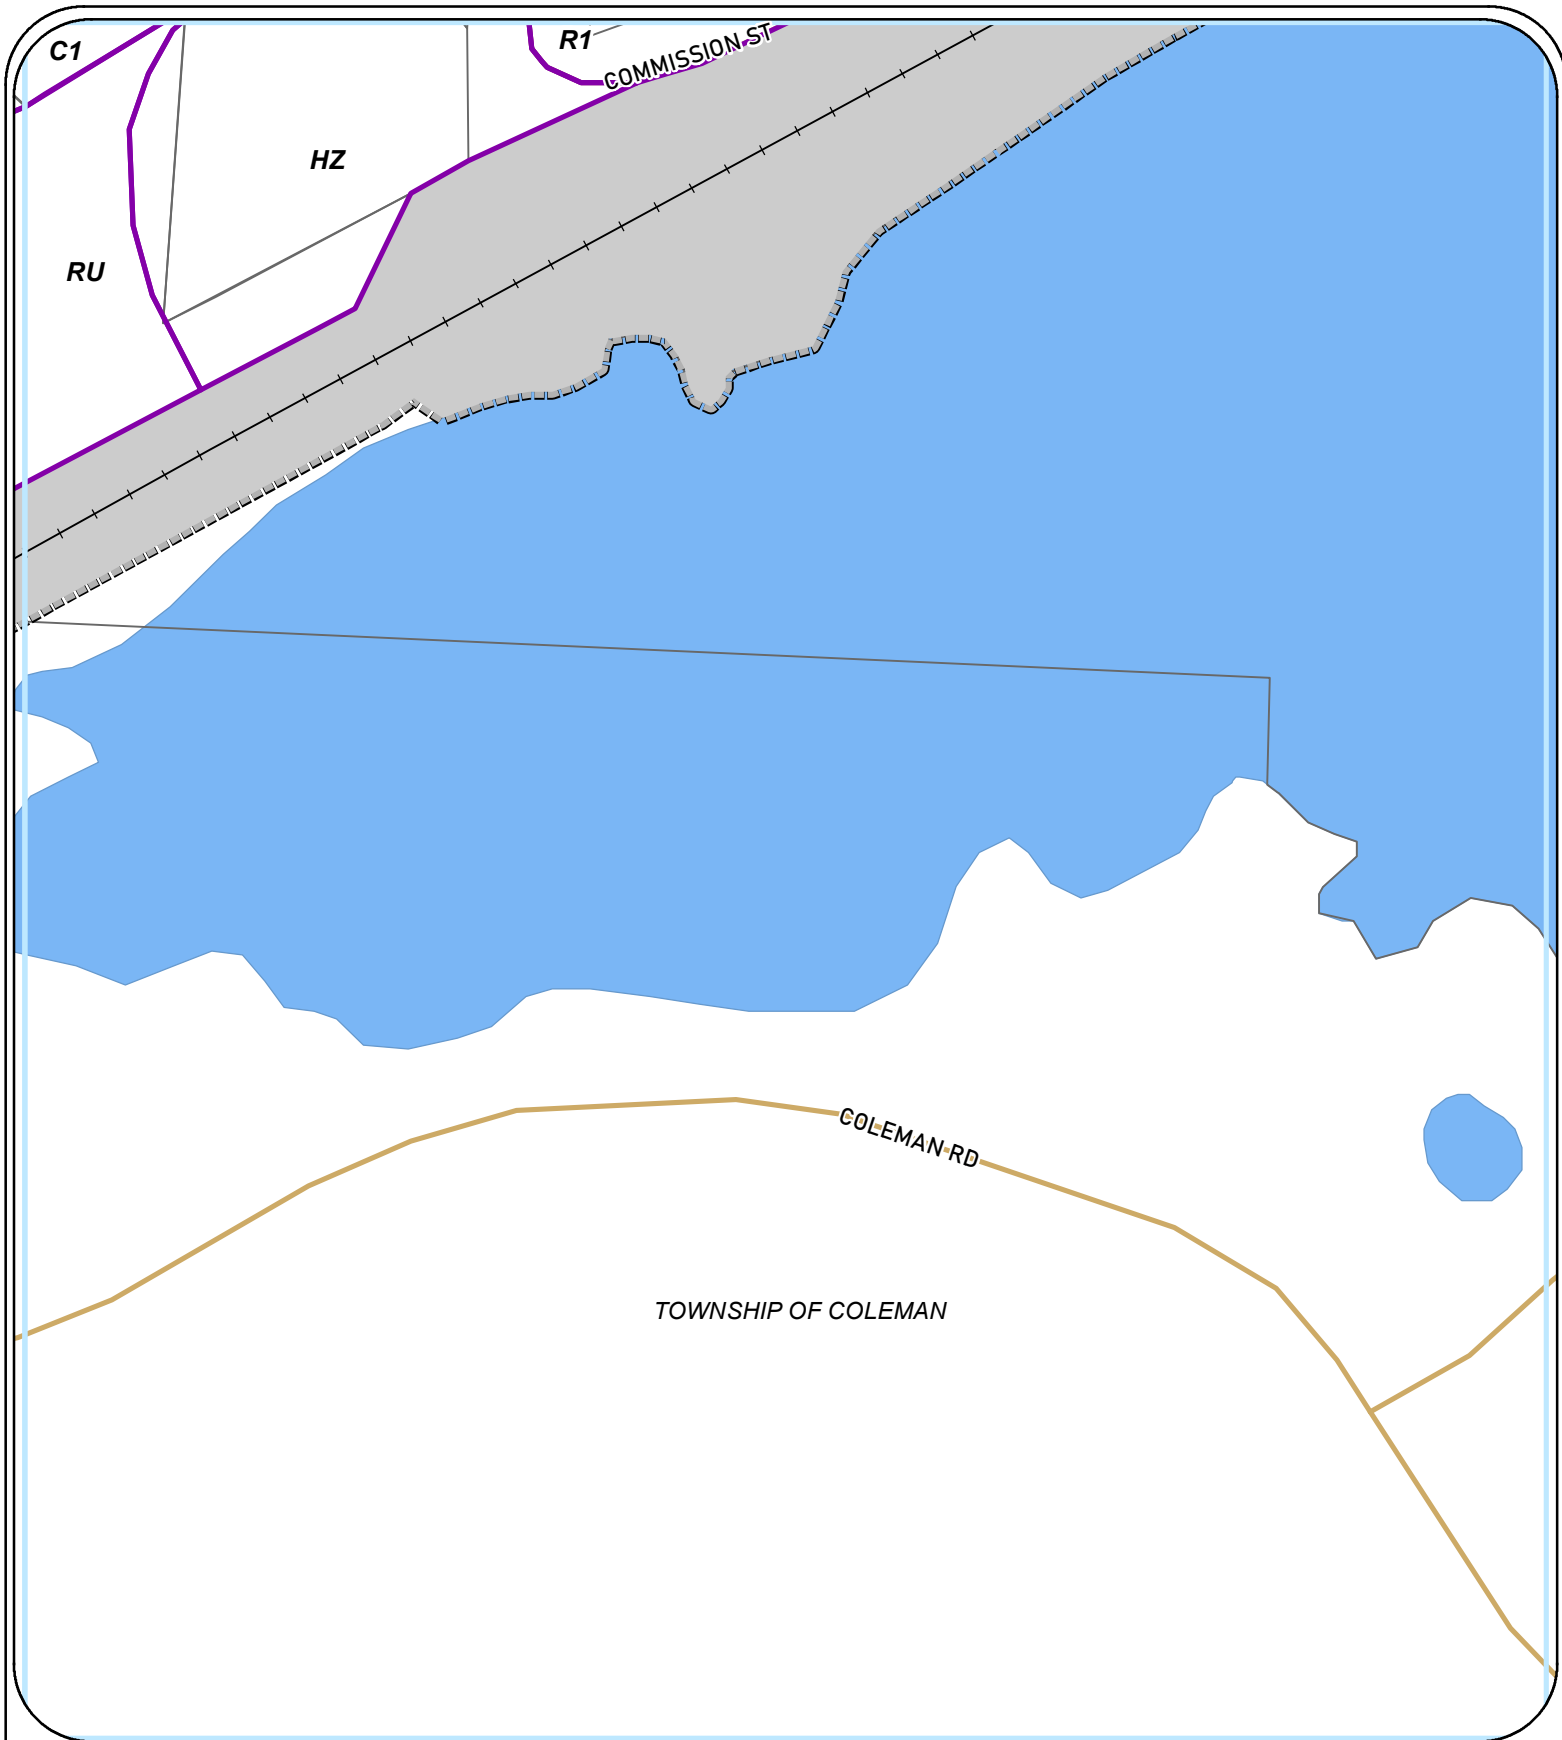 C1
R1
COMMISSION ST
HZ
RU
COLEMAN RD
TOWNSHIP OF COLEMAN